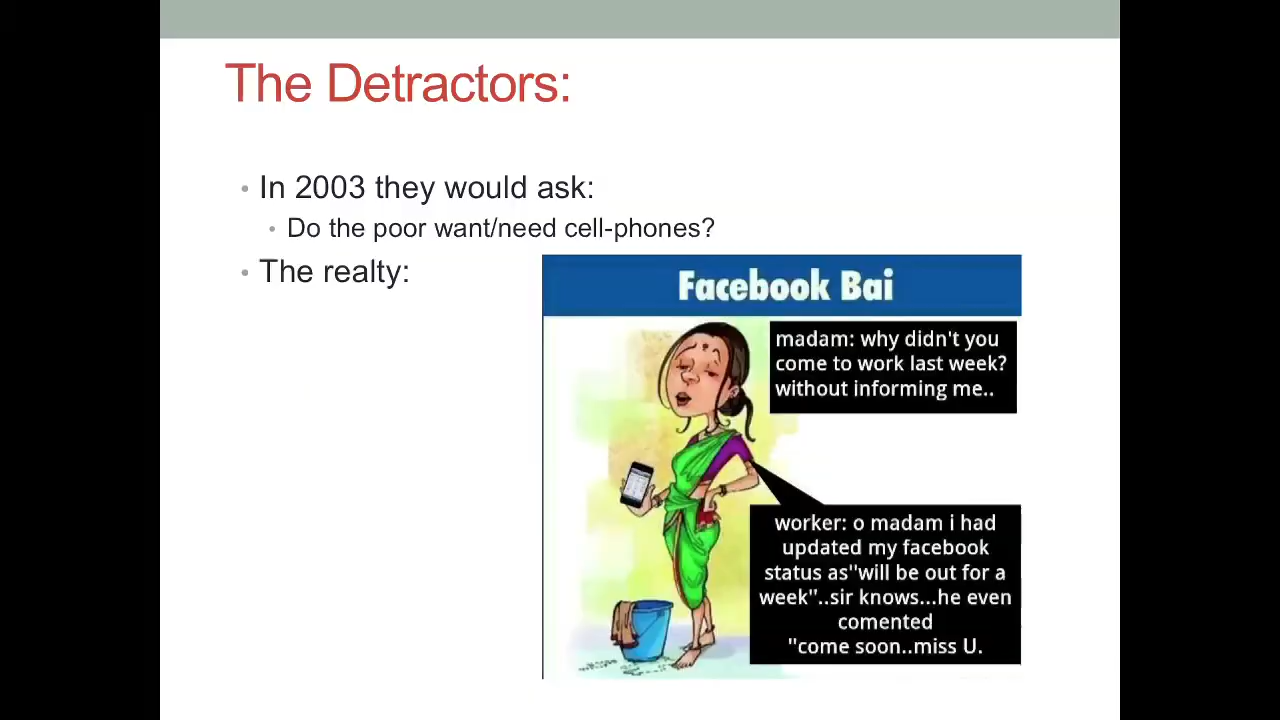 The Detractors:
• In 2003 they would ask:
• Do the poor want/need cell-phones?
• The realty:
Facebook Bai
madam: why didn't you
come to work last week?
without informing me..
worker: o madam i had
updated my facebook
status as"will be out for a
week"..sir knows...he even
comented
"come soon..miss U.